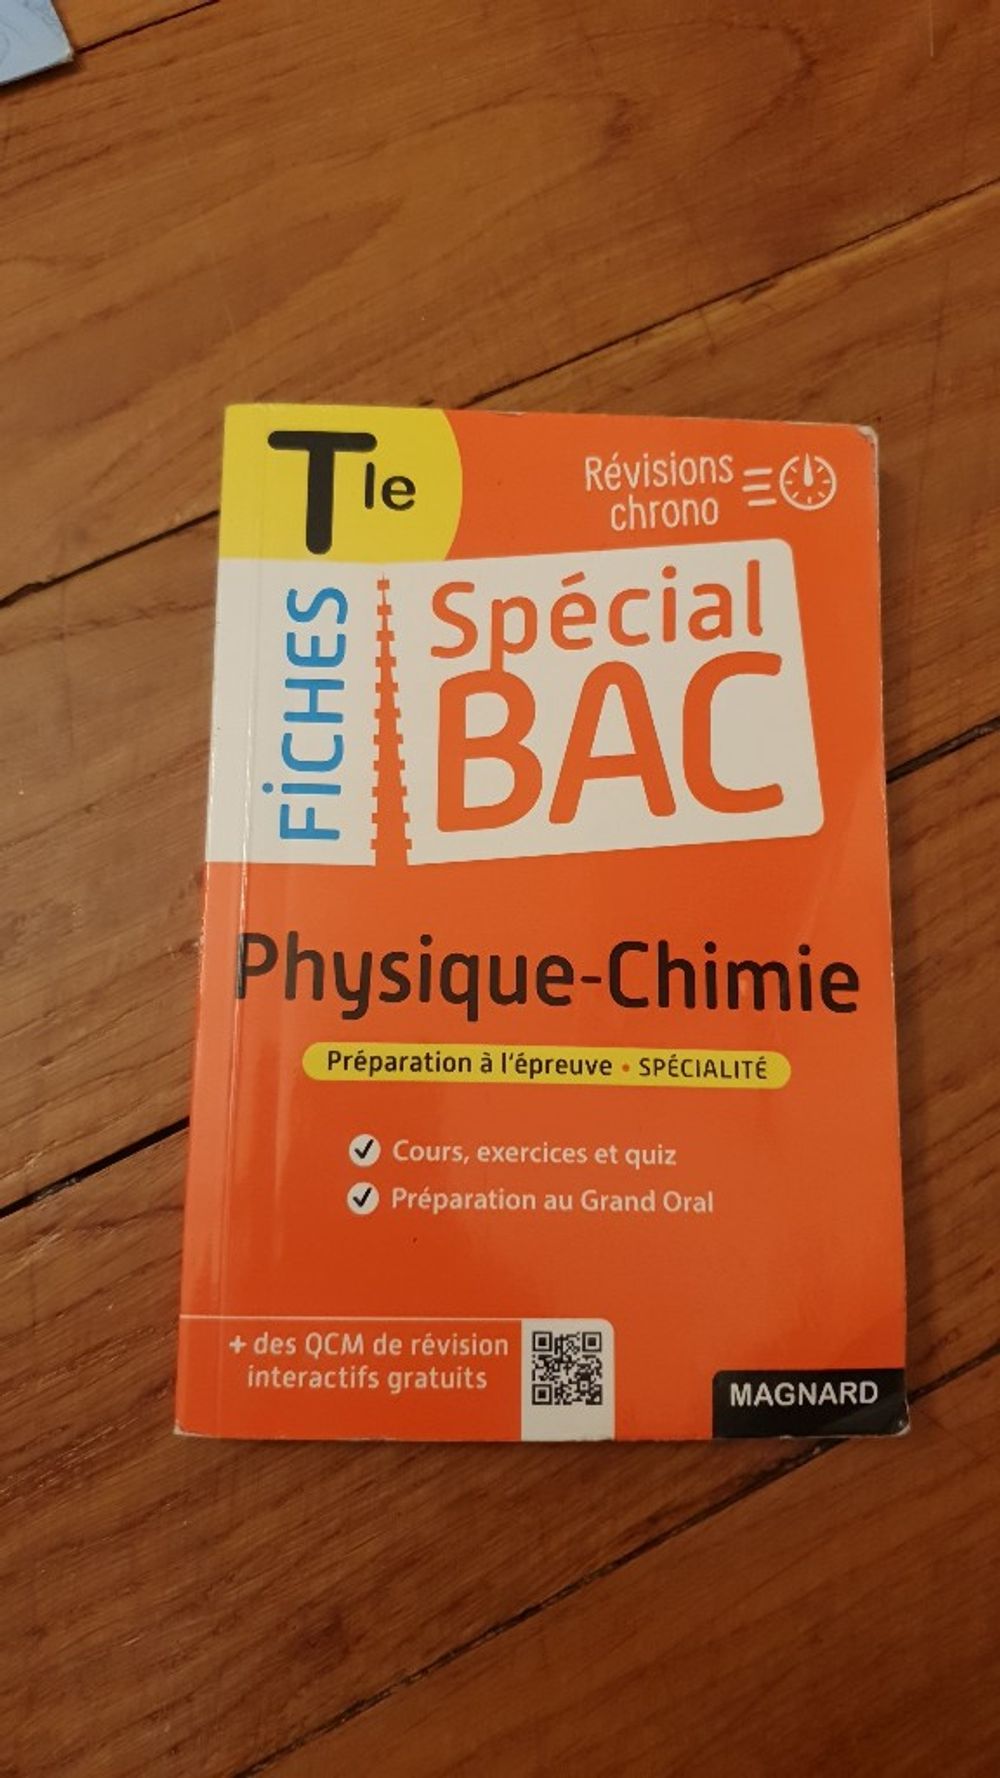 Tle
Révisions
chrono
FiCHES
Spécial
BAC
Physique-Chimie
Préparation à l'épreuve • SPÉCIALITÉ
Cours, exercices et quiz
Préparation au Grand Oral
+ des QCM de révision
interactifs gratuits
MAGNARD